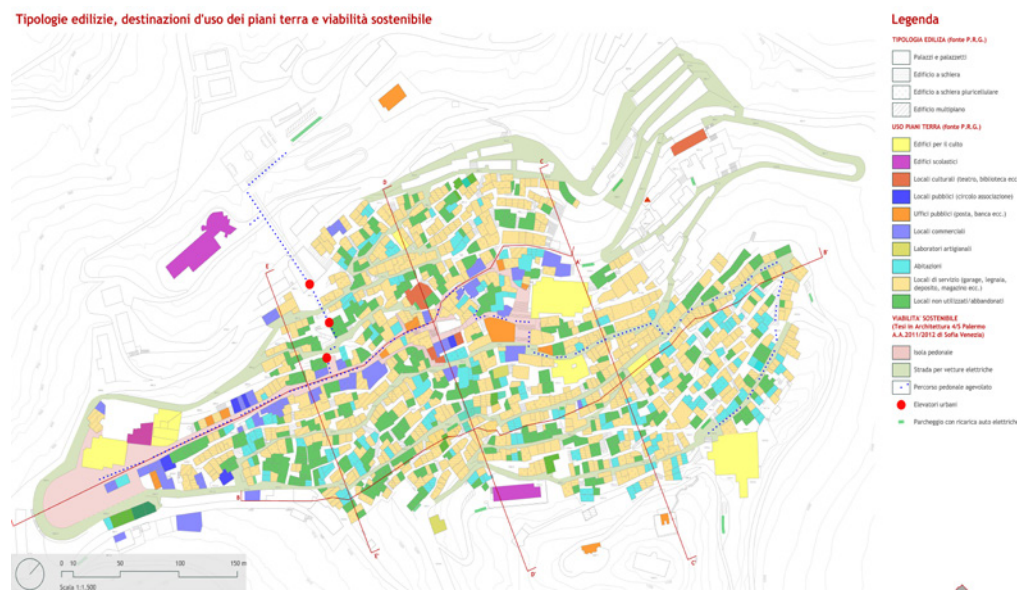 Tipologie edilizie, destinazioni d'uso dei piani terra e viabilità sostenibile
Legenda
TIPOLOGIA EDILIZA (fonte P.R.G.)
Palazzi e palazzetti
Edificio a schiera
Edificio a schiera pluricellulare
Edificio multipiano
USO PIANI TERRA (fonte P.R.G.)
Edifici per il culto
Edifici scolastici
Locali culturali (teatro, biblioteca ecc
Locali pubblici (circolo associazione)
Uffici pubblici (posta, banca ecc.)
Locali commerciali
Laboratori artigianali
Abitazioni
Locali di servizio (garage, legnaia,
deposito, magazino ecc.)
Locali non utilizzati/abbandonati
VIABILITA' SOSTENIBILE
(Tesi in Architettura 4/5 Palermo
A.A.2011/2012 di Sofia Venezia)
Isola pedonale
Strada per vetture elettriche
Percorso pedonale agevolato
Elevatori urbani
Parcheggio con ricarica auto elettriche
D
C
E
A'
B'
B
E'
D'
C'
0 10 50 100 150 m
Scala 1:1.500